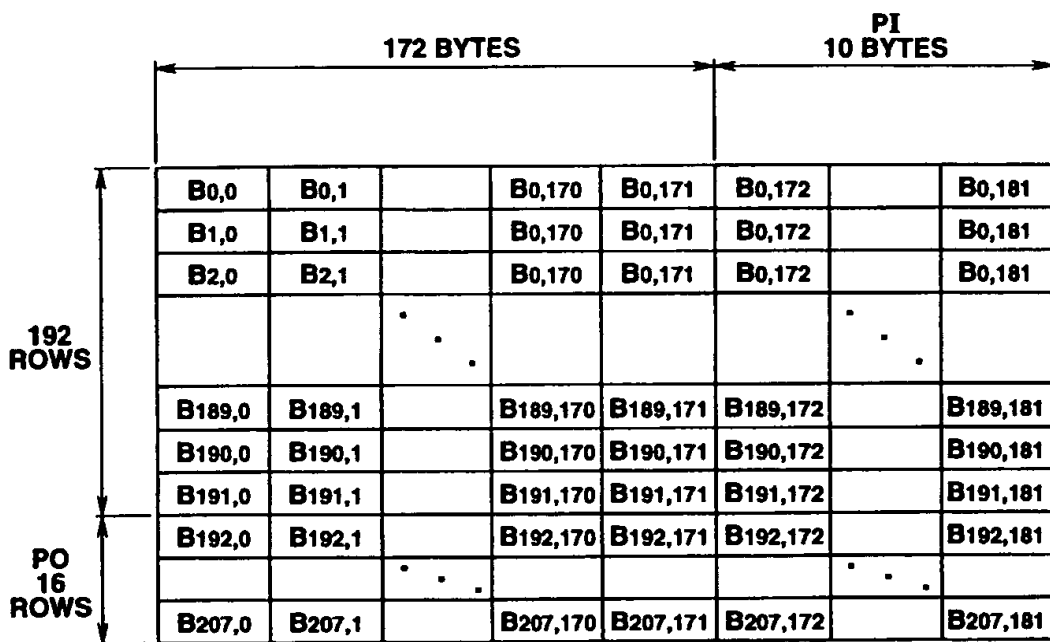 PI
172 BYTES 10 BYTES
B0,0 B0,1 B0,170 B0,171 B0,172 B0,181
B1,0 B1,1 B0,170 B0,171 B0,172 B0,181
B2,0 B2,1 B0,170 B0,171 B0,172 B0,181
192
ROWS
B189,0 B189,1 B189,170 B189,171 B189,172 B189,181
B190,0 B190,1 B190,170 B190,171 B190,172 B190,181
B191,0 B191,1 B191,170 B191,171 B191,172 B191,181
B192,0 B192,1 B192,170 B192,171 B192,172 B192,181
PO
16
ROWS
B207,0 B207,1 B207,170 B207,171 B207,172 B207,181